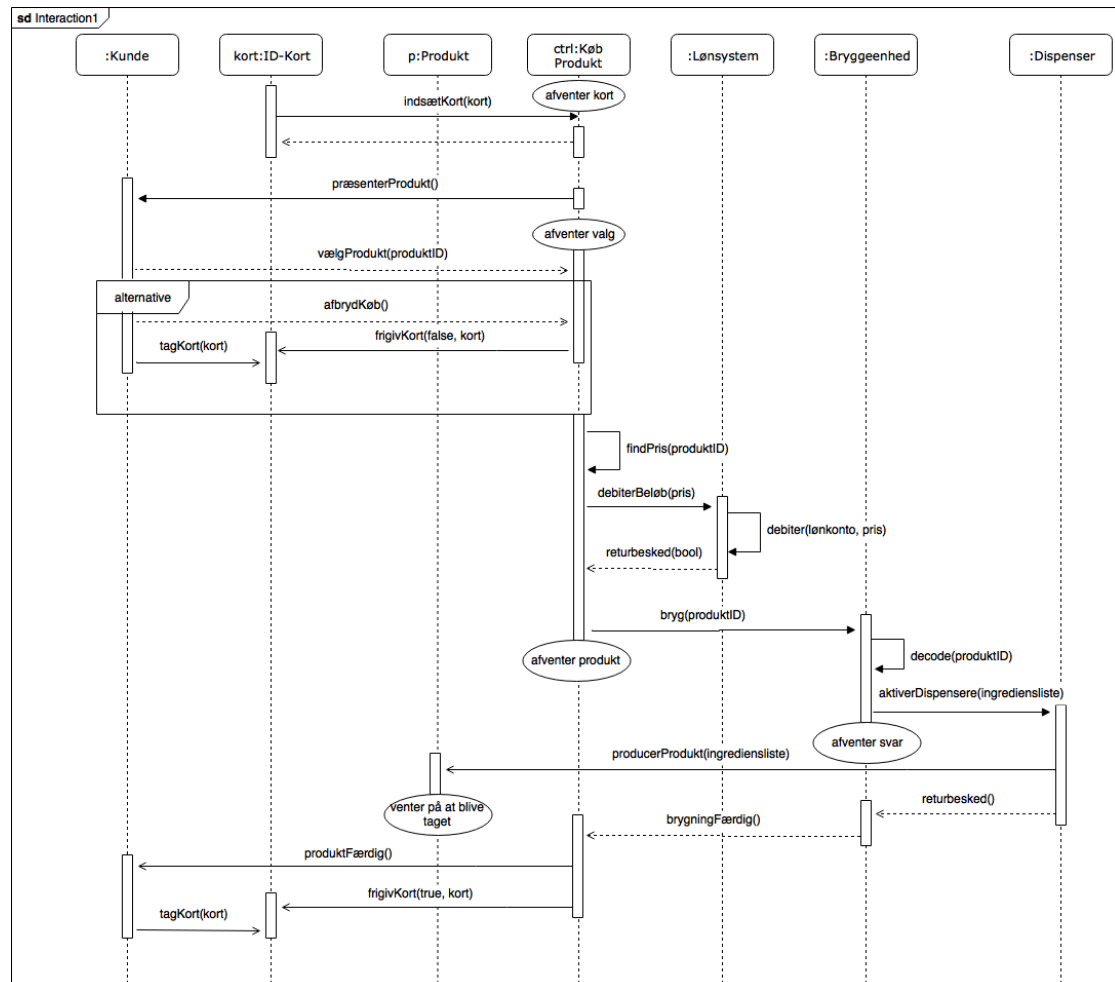 sd Interaction1
:Kunde
kort:ID-Kort
p:Produkt
ctrl:Køb
Produkt
:Lønsystem
:Bryggeenhed
:Dispenser
afventer kort
indsætKort(kort)
præsenterProdukt()
afventer valg
vælgProdukt(produktID)
alternative
afbrydKøb()
frigivKort(false, kort)
tagKort(kort)
findPris(produktID)
debiterBeløb(pris)
debiter(lønkonto, pris)
returbesked(bool)
bryg(produktID)
decode(produktID)
afventer produkt
aktiverDispensere(ingrediensliste)
afventer svar
producerProdukt(ingrediensliste)
venter på at blive
taget
returbesked()
brygningFærdig()
produktFærdig()
frigivKort(true, kort)
tagKort(kort)